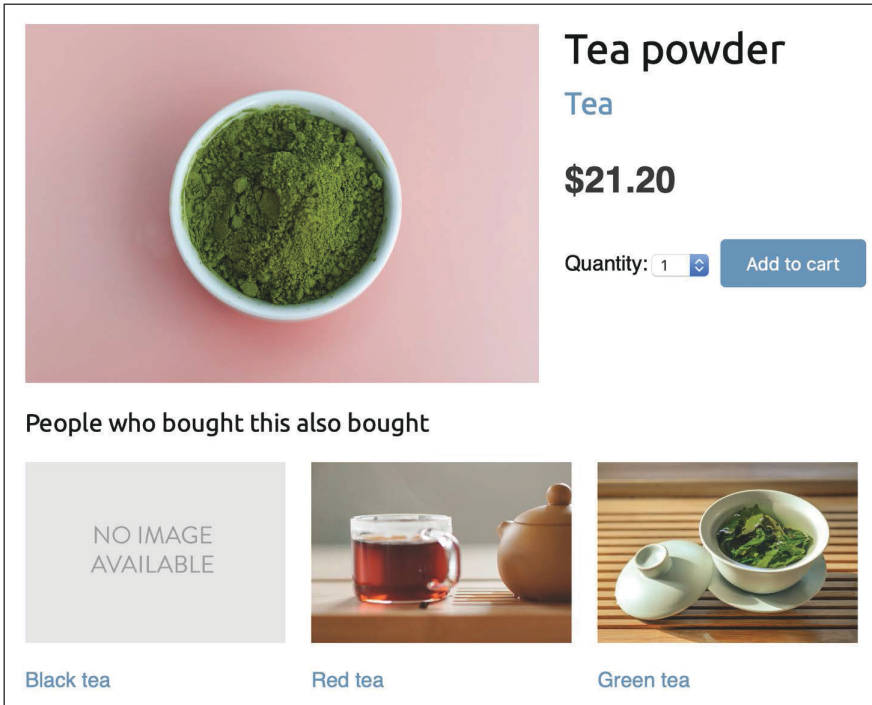 Tea powder
Tea
$21.20
Quantity: 1 Add to cart
People who bought this also bought
NO IMAGE
AVAILABLE
Black tea Red tea Green tea